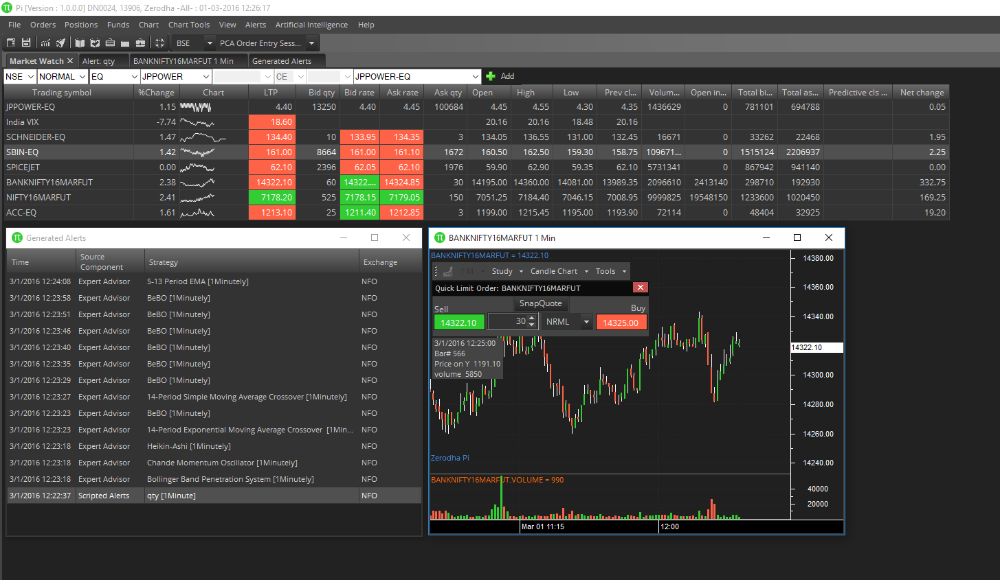 Pi [Version : 1.0.0.0] DN0024, 13906, Zerodha -All- : 01-03-2016 12:26:17
File Orders Positions Funds Chart Chart Tools View Alerts Artificial Intelligence Help
BSE PCA Order Entry Sess...
Market Watch Alert: qty BANKNIFTY16MARFUT 1 Min Generated Alerts
NSE NORMAL EQ JPPOWER CE JPPOWER-EQ Add
Trading symbol %Change Chart LTP Bid qty Bid rate Ask rate Ask qty Open High Low Prev cl... Volum... Open in... Total bi... Total as... Predictive cls ... Net change
JPPOWER-EQ 1.15 4.40 13250 4.40 4.45 100684 4.45 4.55 4.30 4.35 1436629 0 781101 694788 0.05
India VIX -7.74 18.60 20.16 20.16 18.48 20.16
SCHNEIDER-EQ 1.47 134.40 10 133.95 134.35 3 134.05 136.55 131.00 132.45 16671 0 33262 22468 1.95
SBIN-EQ 1.42 161.00 8664 161.00 161.10 1672 160.50 162.50 159.30 158.75 109671... 0 1515124 2206937 2.25
SPICEJET 0.00 62.10 2396 62.05 62.10 1976 59.90 62.90 59.35 62.10 5731341 0 867942 941140 0.00
BANKNIFTY16MARFUT 2.38 14322.10 60 14322.... 14324.85 30 14195.00 14360.00 14081.00 13989.35 2096610 2413140 298710 192930 332.75
NIFTY16MARFUT 2.41 7178.20 525 7178.15 7179.05 150 7051.25 7184.40 7046.15 7008.95 9999825 19548150 1233600 1020450 169.25
ACC-EQ 1.61 1213.10 25 1211.40 1212.85 3 1199.00 1215.45 1195.00 1193.90 72114 0 48404 32925 19.20
Generated Alerts
Time Source Component Strategy Exchange
3/1/2016 12:24:08 Expert Advisor 5-13 Period EMA [1Minutely] NFO
3/1/2016 12:23:58 Expert Advisor BeBO [1Minutely] NFO
3/1/2016 12:23:51 Expert Advisor BeBO [1Minutely] NFO
3/1/2016 12:23:46 Expert Advisor BeBO [1Minutely] NFO
3/1/2016 12:23:40 Expert Advisor BeBO [1Minutely] NFO
3/1/2016 12:23:35 Expert Advisor BeBO [1Minutely] NFO
3/1/2016 12:23:29 Expert Advisor BeBO [1Minutely] NFO
3/1/2016 12:23:27 Expert Advisor 14-Period Simple Moving Average Crossover [1Minutely] NFO
3/1/2016 12:23:23 Expert Advisor BeBO [1Minutely] NFO
3/1/2016 12:23:23 Expert Advisor 14-Period Exponential Moving Average Crossover [1Min... NFO
3/1/2016 12:23:18 Expert Advisor Heikin-Ashi [1Minutely] NFO
3/1/2016 12:23:18 Expert Advisor Chande Momentum Oscillator [1Minutely] NFO
3/1/2016 12:23:18 Expert Advisor Bollinger Band Penetration System [1Minutely] NFO
3/1/2016 12:22:37 Scripted Alerts qty [1Minute] NFO
BANKNIFTY16MARFUT 1 Min
BANKNIFTY16MARFUT = 14322.10
1 M Study Candle Chart Tools
Quick Limit Order: BANKNIFTY16MARFUT
SnapQuote
Sell Buy
14322.10 30 NRML 14325.00
3/1/2016 12:25:00
Bar# 566
Price on Y 1191.10
volume 5850
14380.00
14360.00
14340.00
14322.10
14300.00
14280.00
14260.00
14240.00
Zerodha Pi
BANKNIFTY16MARFUT.VOLUME = 990
40000
20000
Mar 01 11:15 12:00